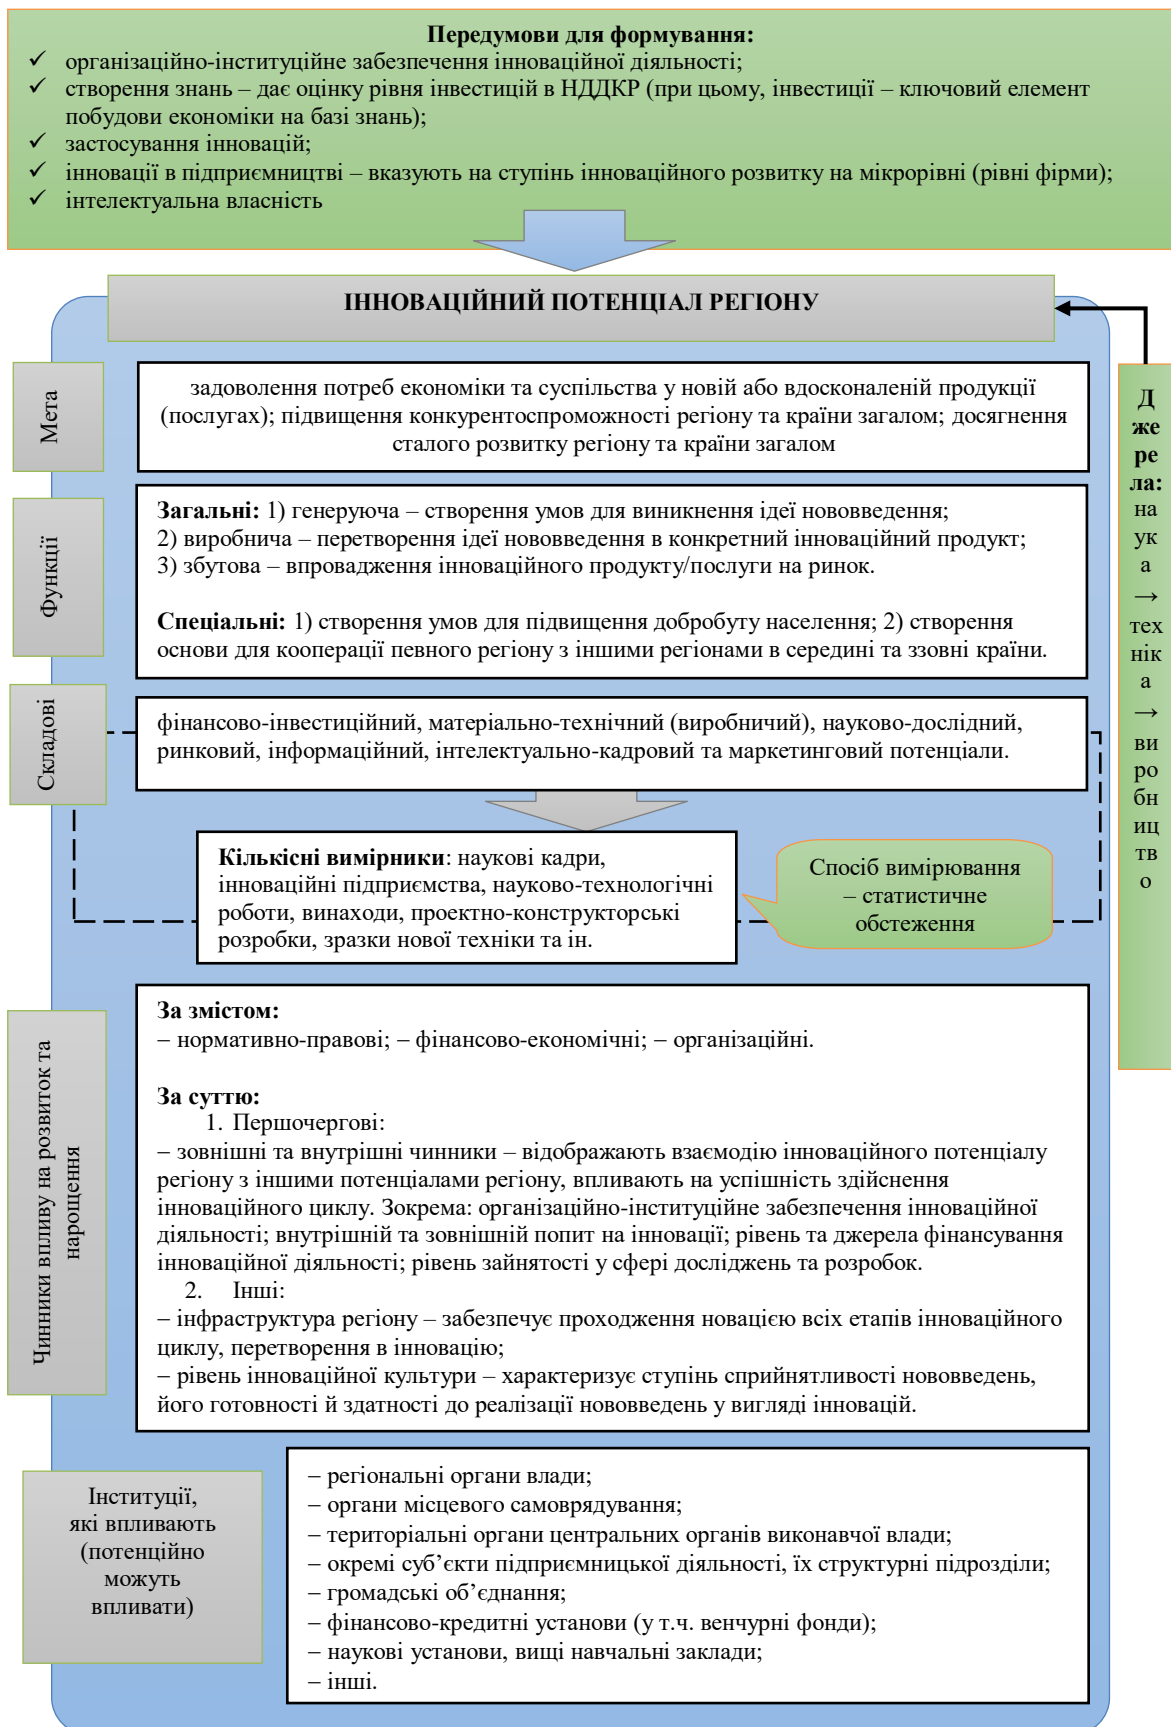 Передумови для формування:
✓ організаційно-інституційне забезпечення інноваційної діяльності;
✓ створення знань – дає оцінку рівня інвестицій в НДДКР (при цьому, інвестиції – ключовий елемент
побудови економіки на базі знань);
✓ застосування інновацій;
✓ інновації в підприємництві – вказують на ступінь інноваційного розвитку на мікрорівні (рівні фірми);
✓ інтелектуальна власність
ІННОВАЦІЙНИЙ ПОТЕНЦІАЛ РЕГІОНУ
Мета
задоволення потреб економіки та суспільства у новій або вдосконаленій продукції
(послугах); підвищення конкурентоспроможності регіону та країни загалом; досягнення
сталого розвитку регіону та країни загалом
Функції
Загальні: 1) генеруюча – створення умов для виникнення ідеї нововведення;
2) виробнича – перетворення ідеї нововведення в конкретний інноваційний продукт;
3) збутова – впровадження інноваційного продукту/послуги на ринок.
Спеціальні: 1) створення умов для підвищення добробуту населення; 2) створення
основи для кооперації певного регіону з іншими регіонами в середині та ззовні країни.
Складові
фінансово-інвестиційний, матеріально-технічний (виробничий), науково-дослідний,
ринковий, інформаційний, інтелектуально-кадровий та маркетинговий потенціали.
Кількісні вимірники: наукові кадри,
інноваційні підприємства, науково-технологічні
роботи, винаходи, проектно-конструкторські
розробки, зразки нової техніки та ін.
Спосіб вимірювання
– статистичне
обстеження
Д
же
ре
ла:
на
ук
а
→
тех
нік
а
→
ви
ро
бн
иц
тв
о
Чинники впливу на розвиток та
нарощення
За змістом:
– нормативно-правові; – фінансово-економічні; – організаційні.
За суттю:
1. Першочергові:
– зовнішні та внутрішні чинники – відображають взаємодію інноваційного потенціалу
регіону з іншими потенціалами регіону, впливають на успішність здійснення
інноваційного циклу. Зокрема: організаційно-інституційне забезпечення інноваційної
діяльності; внутрішній та зовнішній попит на інновації; рівень та джерела фінансування
інноваційної діяльності; рівень зайнятості у сфері досліджень та розробок.
2. Інші:
– інфраструктура регіону – забезпечує проходження новацією всіх етапів інноваційного
циклу, перетворення в інновацію;
– рівень інноваційної культури – характеризує ступінь сприйнятливості нововведень,
його готовності й здатності до реалізації нововведень у вигляді інновацій.
Інституції,
які впливають
(потенційно
можуть
впливати)
– регіональні органи влади;
– органи місцевого самоврядування;
– територіальні органи центральних органів виконавчої влади;
– окремі суб’єкти підприємницької діяльності, їх структурні підрозділи;
– громадські об’єднання;
– фінансово-кредитні установи (у т.ч. венчурні фонди);
– наукові установи, вищі навчальні заклади;
– інші.